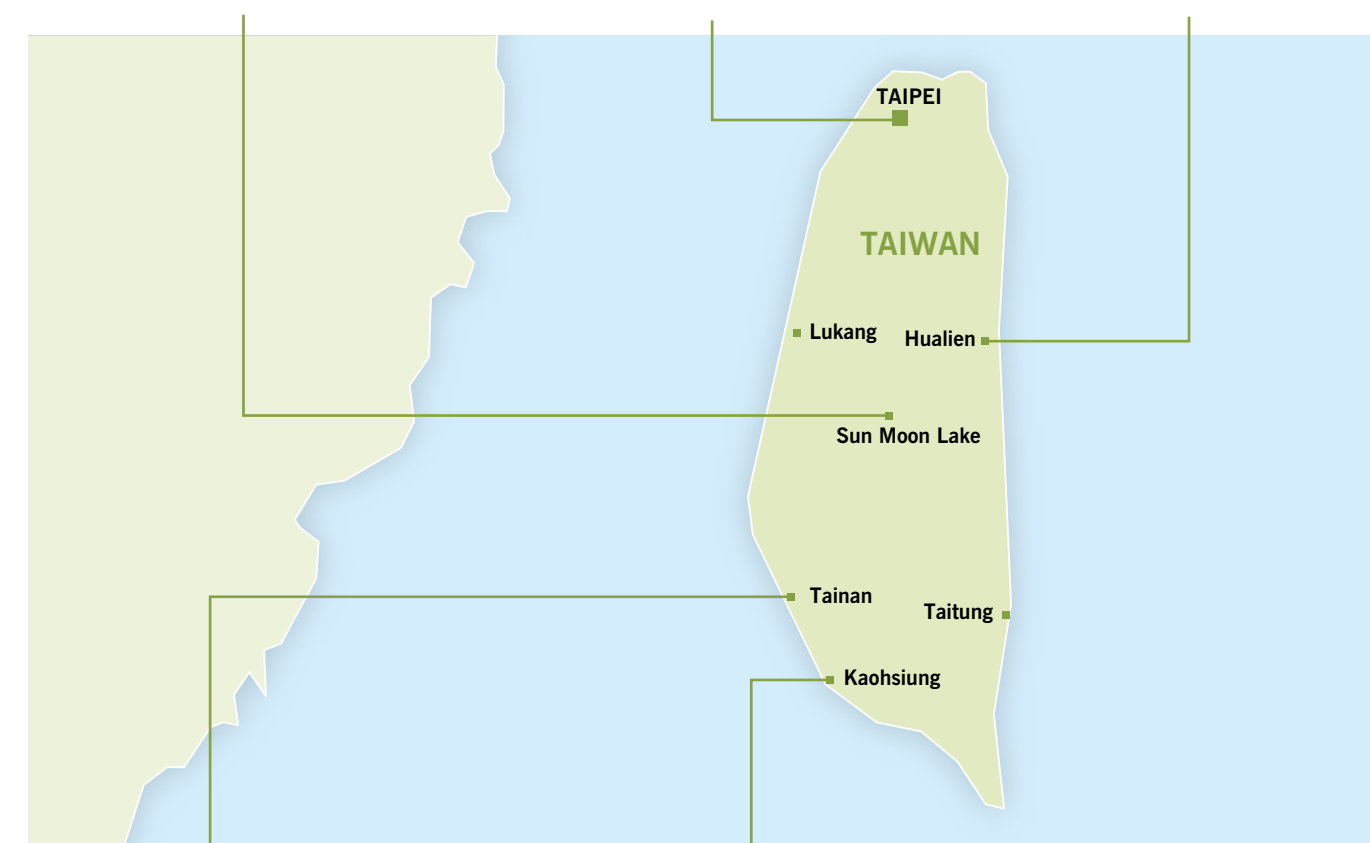 TAIPEI
TAIWAN
Lukang
Hualien
Sun Moon Lake
Tainan
Taitung
Kaohsiung